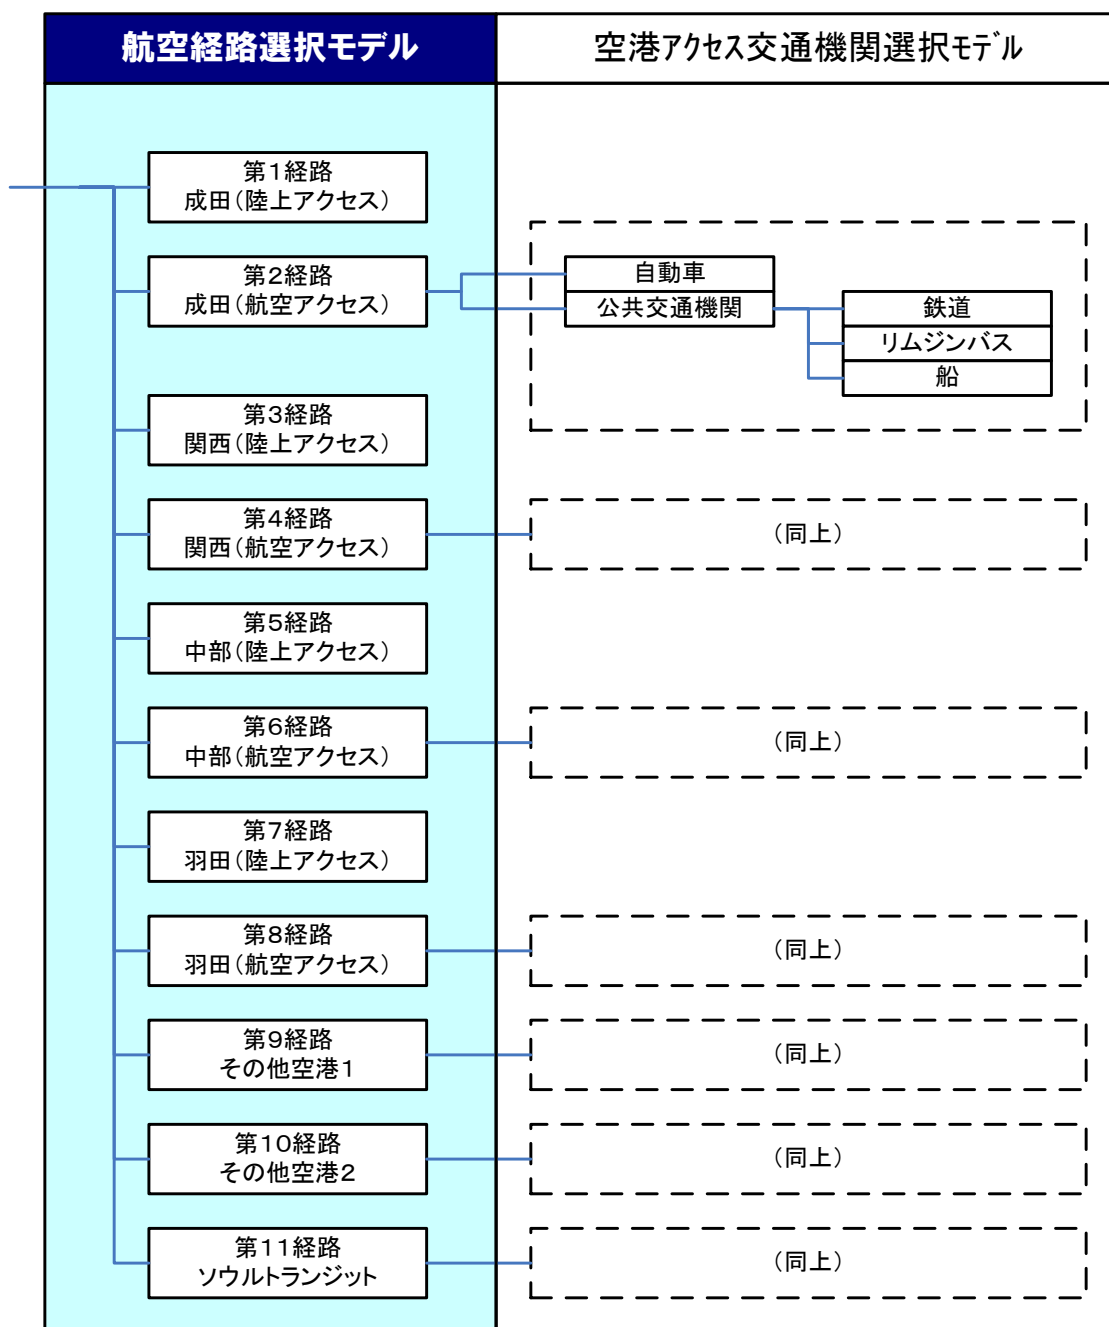 航空経路選択モデル
空港アクセス交通機関選択モデル
第1経路
成田(陸上アクセス)
第2経路
成田(航空アクセス)
自動車
公共交通機関
鉄道
リムジンバス
船
第3経路
関西(陸上アクセス)
第4経路
関西(航空アクセス)
(同上)
第5経路
中部(陸上アクセス)
第6経路
中部(航空アクセス)
(同上)
第7経路
羽田(陸上アクセス)
第8経路
羽田(航空アクセス)
(同上)
第9経路
その他空港1
(同上)
第10経路
その他空港2
(同上)
第11経路
ソウルトランジット
(同上)